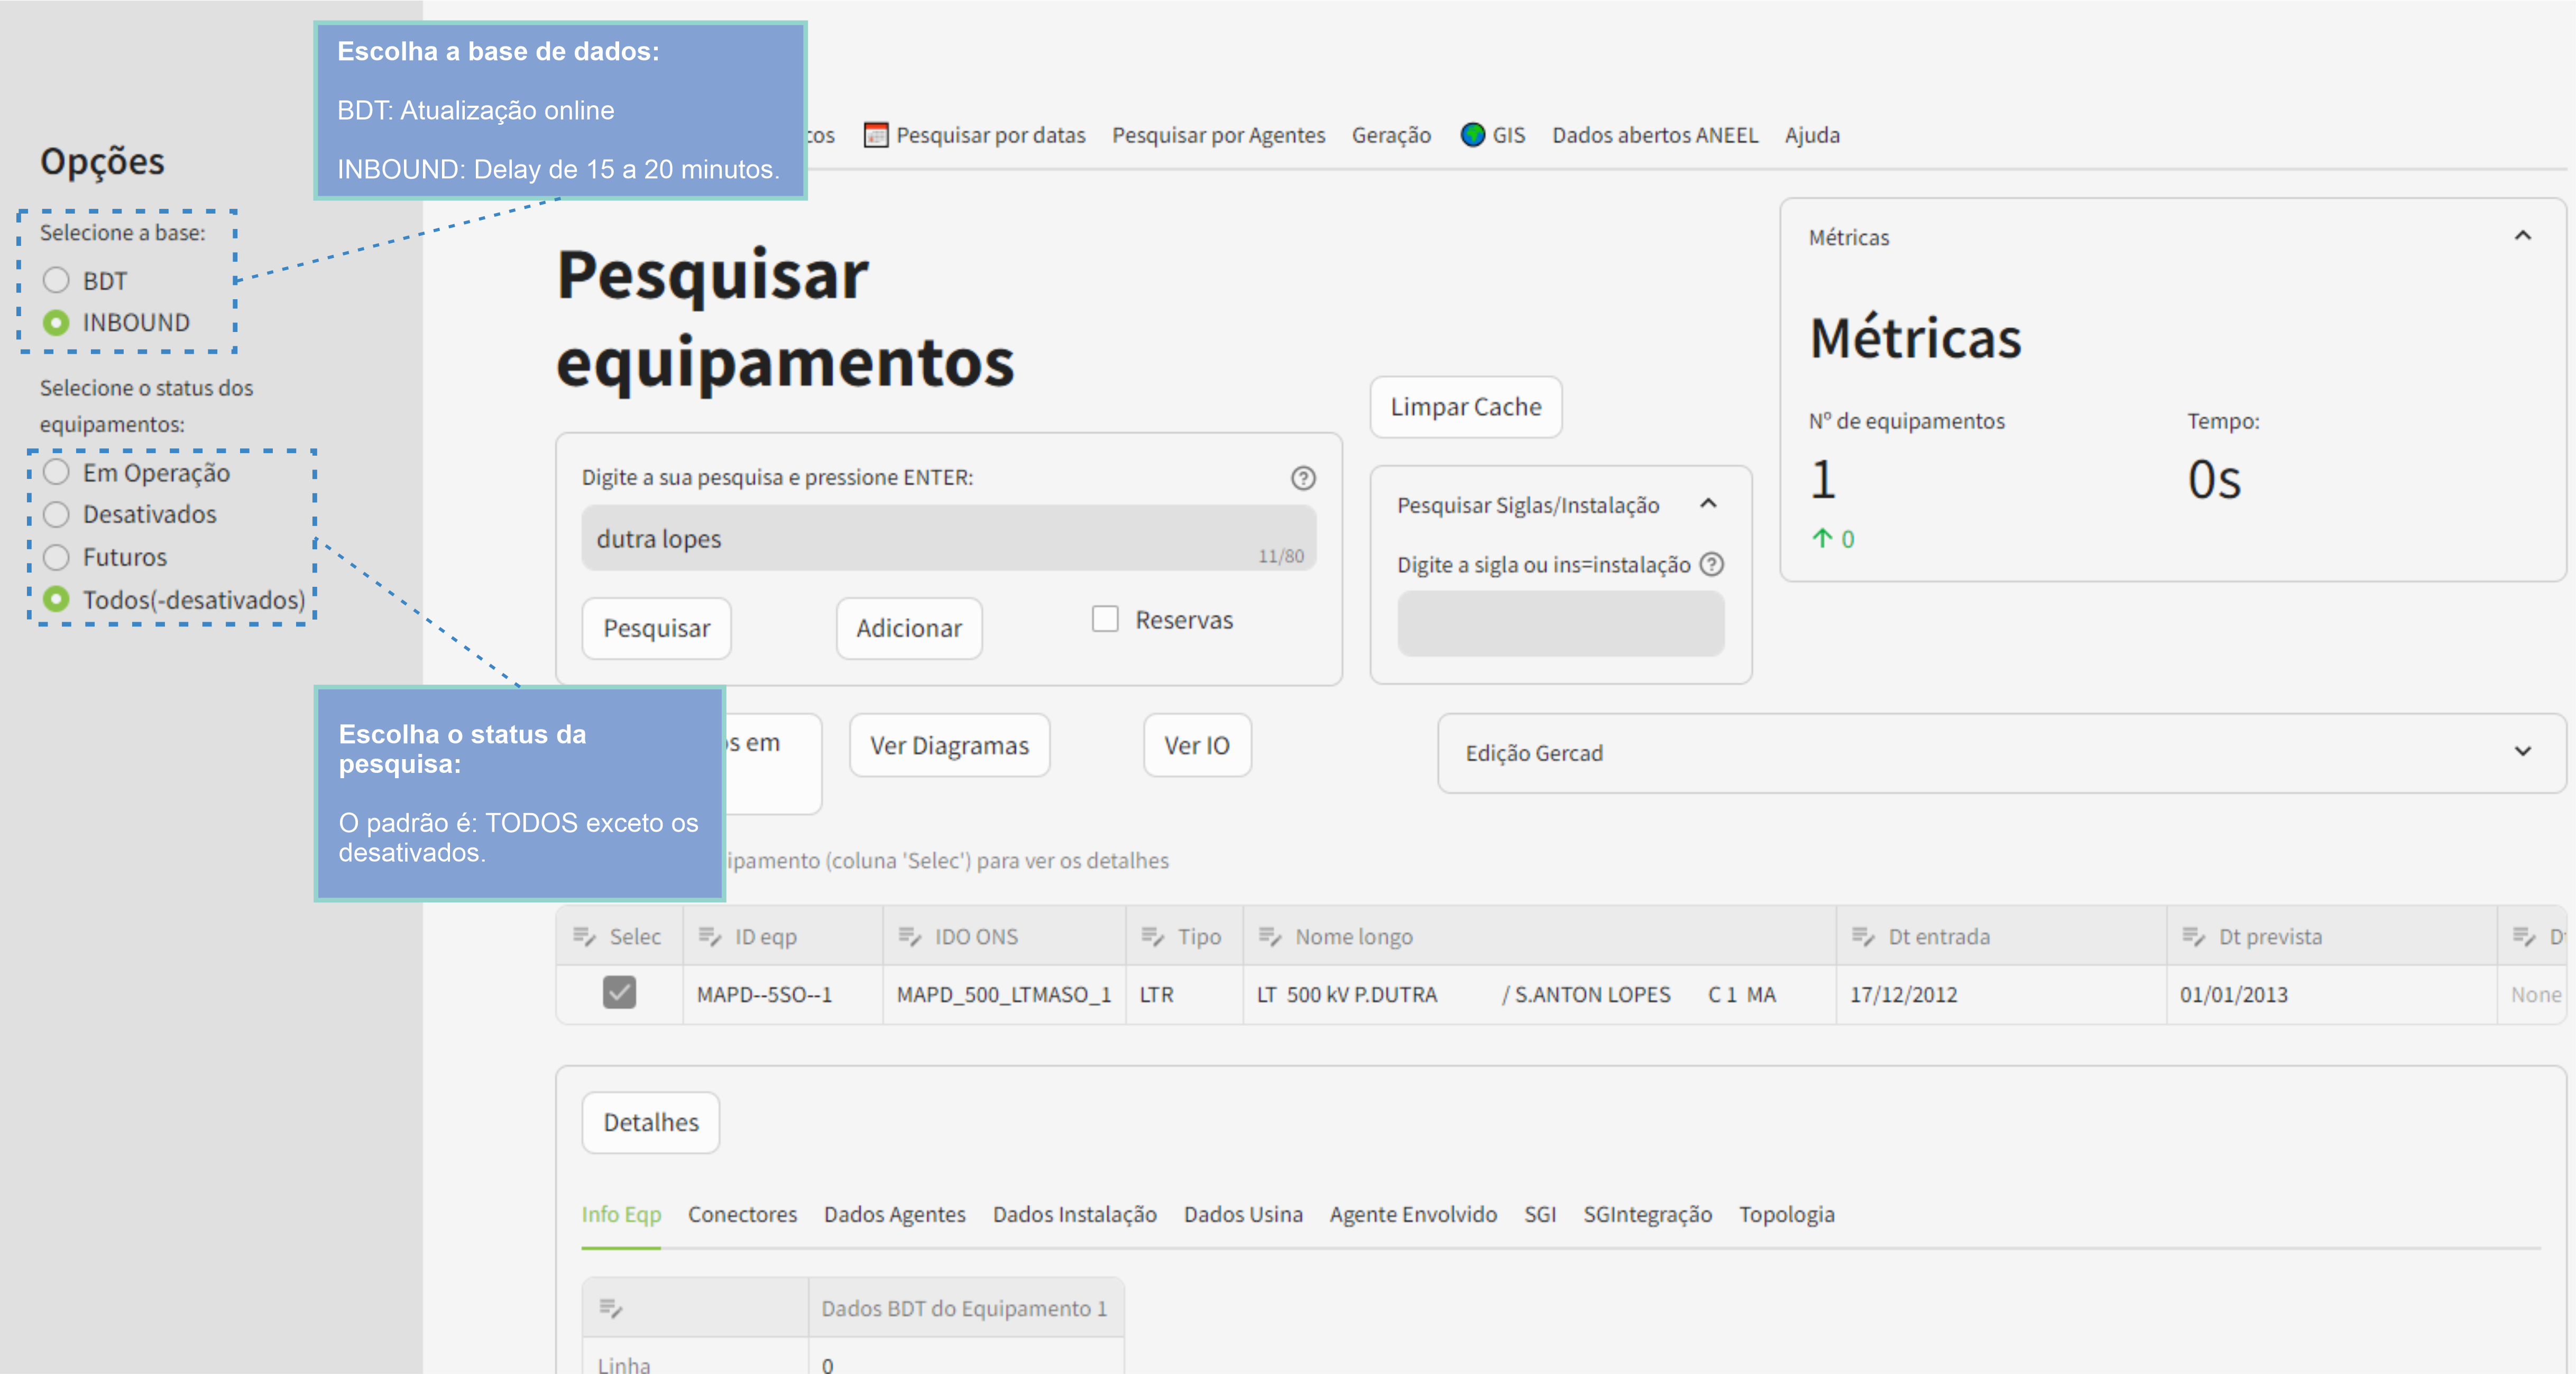 Escolha a base de dados:
BDT: Atualização online
INBOUND: Delay de 15 a 20 minutos.
Pesquisar por datas Pesquisar por Agentes Geração GIS Dados abertos ANEEL Ajuda
Opções
Selecione a base:
BDT
INBOUND
Selecione o status dos
equipamentos:
Em Operação
Desativados
Futuros
Todos(-desativados)
Escolha o status da
pesquisa:
O padrão é: TODOS exceto os
desativados.
Pesquisar
equipamentos
Limpar Cache
Digite a sua pesquisa e pressione ENTER:
dutra lopes
11/80
Pesquisar Adicionar Reservas
Pesquisar Siglas/Instalação
Digite a sigla ou ins=instalação
Métricas
Métricas
Nº de equipamentos Tempo:
1 0s
0
em Ver Diagramas Ver IO
Edição Gercad
(coluna 'Selec') para ver os detalhes
Selec ID eqp IDO ONS Tipo Nome longo Dt entrada Dt prevista
MAPD--5SO--1 MAPD_500_LTMASO_1 LTR LT 500 kV P.DUTRA / S.ANTON LOPES C 1 MA 17/12/2012 01/01/2013 None
Detalhes
Info Eqp Conectores Dados Agentes Dados Instalação Dados Usina Agente Envolvido SGI SGIntegração Topologia
Dados BDT do Equipamento 1
Linha 0